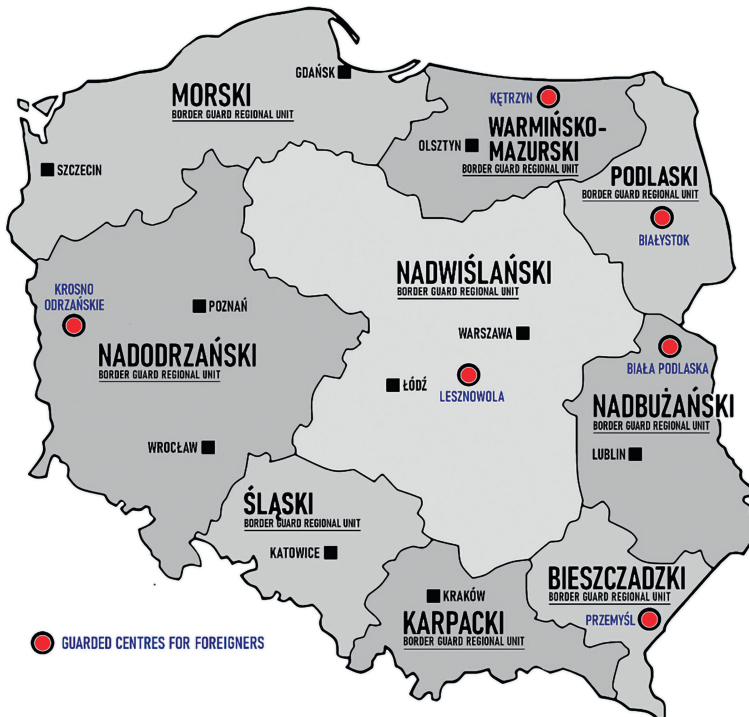 GDAŃSK
MORSKI
BORDER GUARD REGIONAL UNIT
SZCZECIN
KĘTRZYN
OLSZTYN
WARMIŃSKO-
MAZURSKI
BORDER GUARD REGIONAL UNIT
PODLASKI
BORDER GUARD REGIONAL UNIT
BIAŁYSTOK
KROSNO
ODRZAŃSKIE
POZNAŃ
NADODRZAŃSKI
BORDER GUARD REGIONAL UNIT
WROCŁAW
NADWIŚLAŃSKI
BORDER GUARD REGIONAL UNIT
WARSZAWA
ŁÓDŹ
LESZNOWOLA
BIAŁA PODLASKA
NADBUŻAŃSKI
BORDER GUARD REGIONAL UNIT
LUBLIN
ŚLĄSKI
BORDER GUARD REGIONAL UNIT
KATOWICE
KRAKÓW
KARPACKI
BORDER GUARD REGIONAL UNIT
BIESZCZADZKI
BORDER GUARD REGIONAL UNIT
PRZEMYŚL
GUARDED CENTRES FOR FOREIGNERS